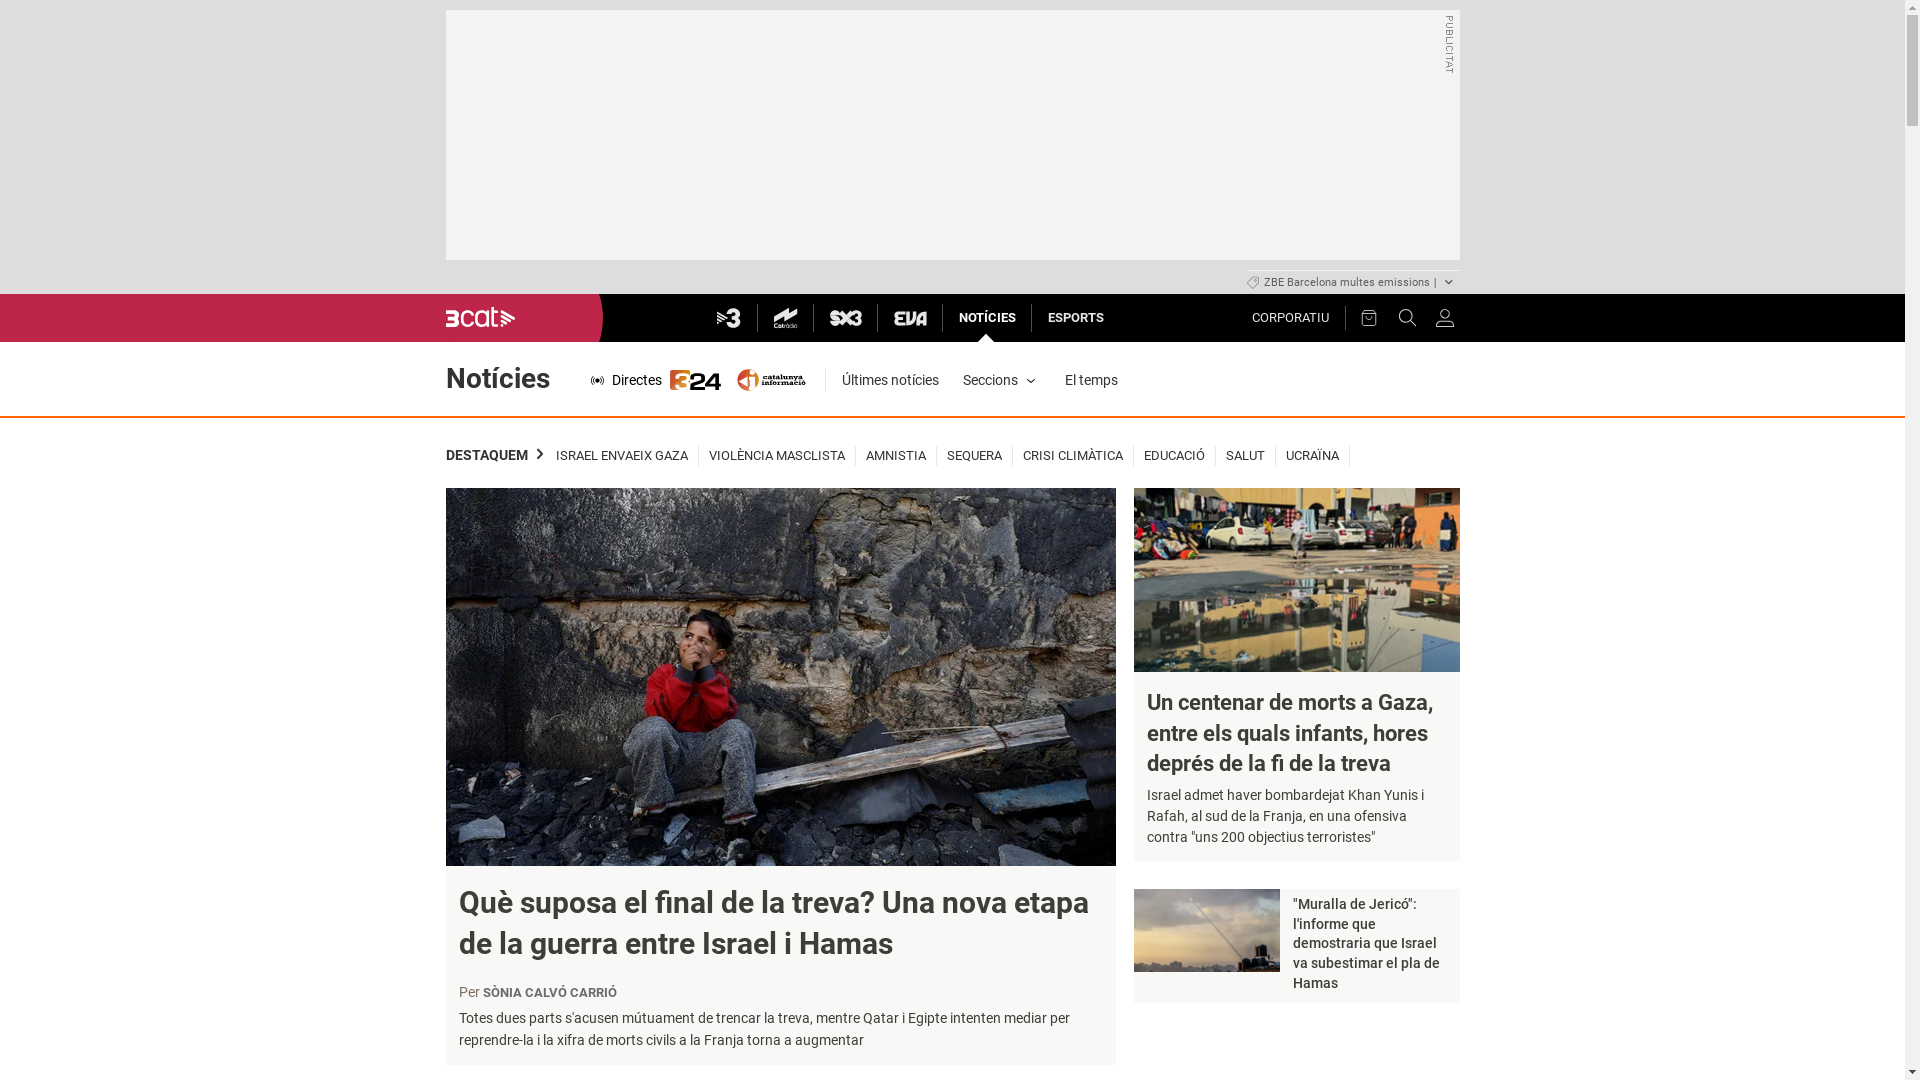 PUBLICITAT
ZBE Barcelona multes emissions |
3cat
3
Catràdio
SX3
EVA
NOTÍCIES
ESPORTS
CORPORATIU
Notícies
Directes
324
catalunya
informació
Últimes notícies
Seccions
El temps
DESTAQUEM
ISRAEL ENVAEIX GAZA
VIOLÈNCIA MASCLISTA
AMNISTIA
SEQUERA
CRISI CLIMÀTICA
EDUCACIÓ
SALUT
UCRAÏNA
Què suposa el final de la treva? Una nova etapa
de la guerra entre Israel i Hamas
Per SÒNIA CALVÓ CARRIÓ
Totes dues parts s'acusen mútuament de trencar la treva, mentre Qatar i Egipte intenten mediar per
reprendre-la i la xifra de morts civils a la Franja torna a augmentar
Un centenar de morts a Gaza,
entre els quals infants, hores
deprés de la fi de la treva
Israel admet haver bombardejat Khan Yunis i
Rafah, al sud de la Franja, en una ofensiva
contra "uns 200 objectius terroristes"
"Muralla de Jericó":
l'informe que
demostraria que Israel
va subestimar el pla de
Hamas